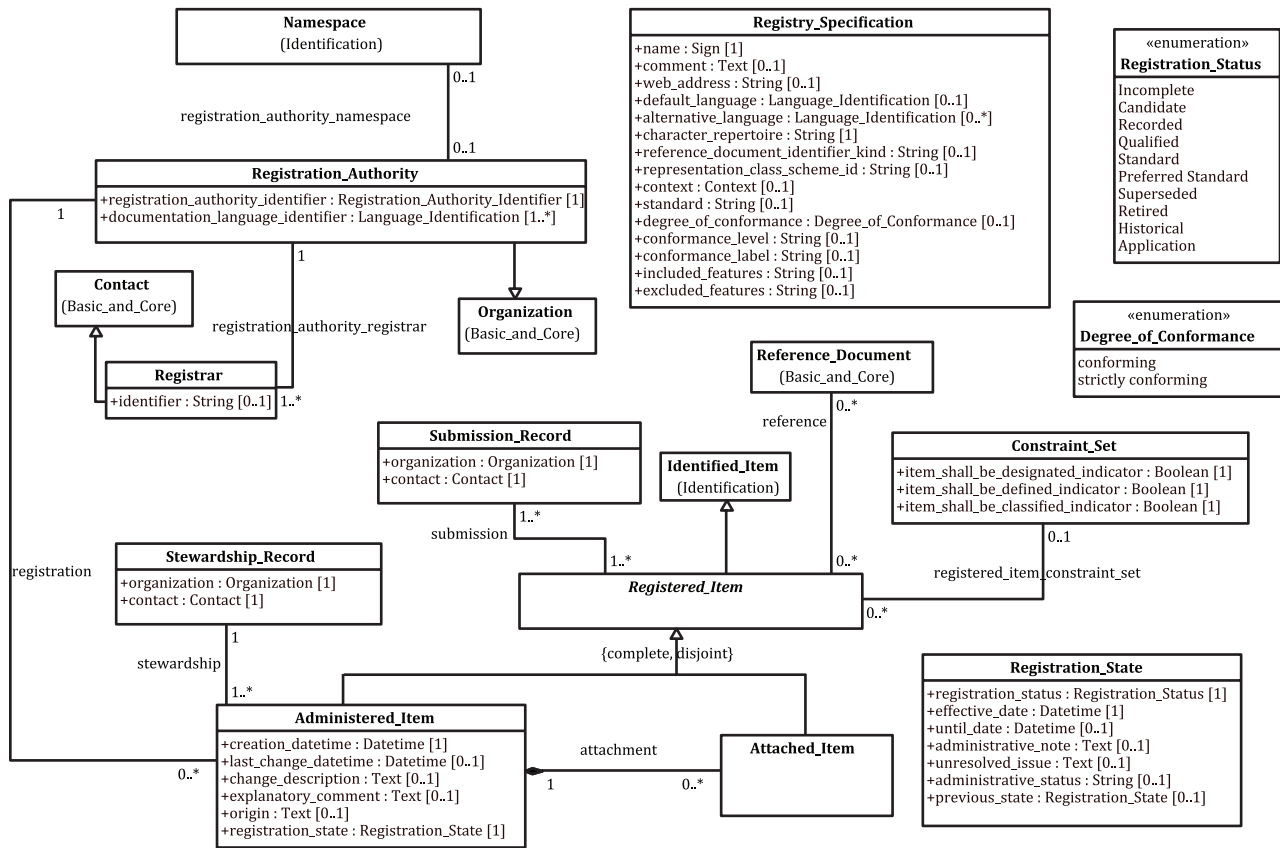 Namespace
(Identification)
0..1
registration_authority_namespace
0..1
Registration_Authority
+registration_authority_identifier : Registration_Authority_Identifier [1]
+documentation_language_identifier : Language_Identification [1..*]
1
1
Contact
(Basic_and_Core)
registration_authority_registrar
Organization
(Basic_and_Core)
Registrar
+identifier : String [0..1]
1..*
Registry_Specification
+name : Sign [1]
+comment : Text [0..1]
+web_address : String [0..1]
+default_language : Language_Identification [0..1]
+alternative_language : Language_Identification [0..*]
+character_repertoire : String [1]
+reference_document_identifier_kind : String [0..1]
+representation_class_scheme_id : String [0..1]
+context : Context [0..1]
+standard : String [0..1]
+degree_of_conformance : Degree_of_Conformance [0..1]
+conformance_level : String [0..1]
+conformance_label : String [0..1]
+included_features : String [0..1]
+excluded_features : String [0..1]
«enumeration»
Registration_Status
Incomplete
Candidate
Recorded
Qualified
Standard
Preferred Standard
Superseded
Retired
Historical
Application
«enumeration»
Degree_of_Conformance
conforming
strictly conforming
Reference_Document
(Basic_and_Core)
0..*
reference
0..*
Submission_Record
+organization : Organization [1]
+contact : Contact [1]
1..*
submission
1..*
Identified_Item
(Identification)
Constraint_Set
+item_shall_be_designated_indicator : Boolean [1]
+item_shall_be_defined_indicator : Boolean [1]
+item_shall_be_classified_indicator : Boolean [1]
0..1
registered_item_constraint_set
0..*
Registered_Item
{complete, disjoint}
registration
Stewardship_Record
+organization : Organization [1]
+contact : Contact [1]
1
stewardship
1..*
0..*
Administered_Item
+creation_datetime : Datetime [1]
+last_change_datetime : Datetime [0..1]
+change_description : Text [0..1]
+explanatory_comment : Text [0..1]
+origin : Text [0..1]
+registration_state : Registration_State [1]
attachment
1
0..*
Attached_Item
Registration_State
+registration_status : Registration_Status [1]
+effective_date : Datetime [1]
+until_date : Datetime [0..1]
+administrative_note : Text [0..1]
+unresolved_issue : Text [0..1]
+administrative_status : String [0..1]
+previous_state : Registration_State [0..1]